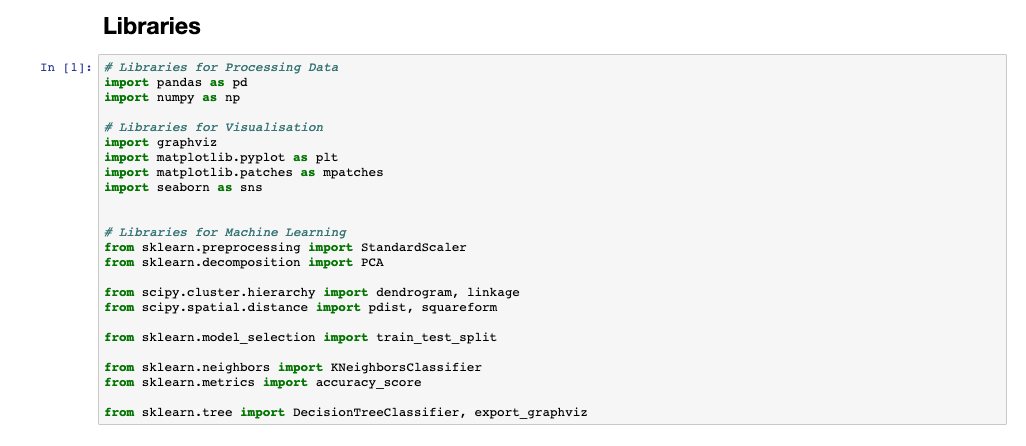 Libraries
In [1]:
# Libraries for Processing Data
import pandas as pd
import numpy as np
# Libraries for Visualisation
import graphviz
import matplotlib.pyplot as plt
import matplotlib.patches as mpatches
import seaborn as sns
# Libraries for Machine Learning
from sklearn.preprocessing import StandardScaler
from sklearn.decomposition import PCA
from scipy.cluster.hierarchy import dendrogram, linkage
from scipy.spatial.distance import pdist, squareform
from sklearn.model_selection import train_test_split
from sklearn.neighbors import KNeighborsClassifier
from sklearn.metrics import accuracy_score
from sklearn.tree import DecisionTreeClassifier, export_graphviz